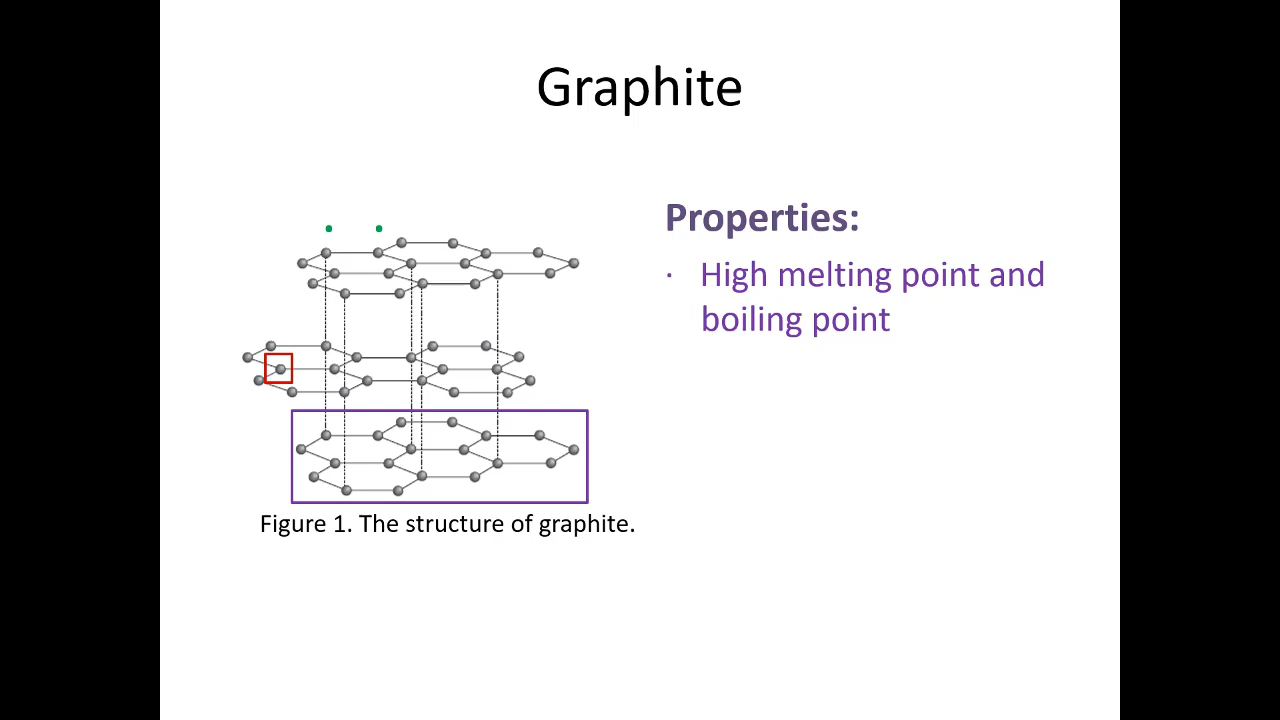 Graphite
Properties:
· High melting point and
boiling point
Figure 1. The structure of graphite.